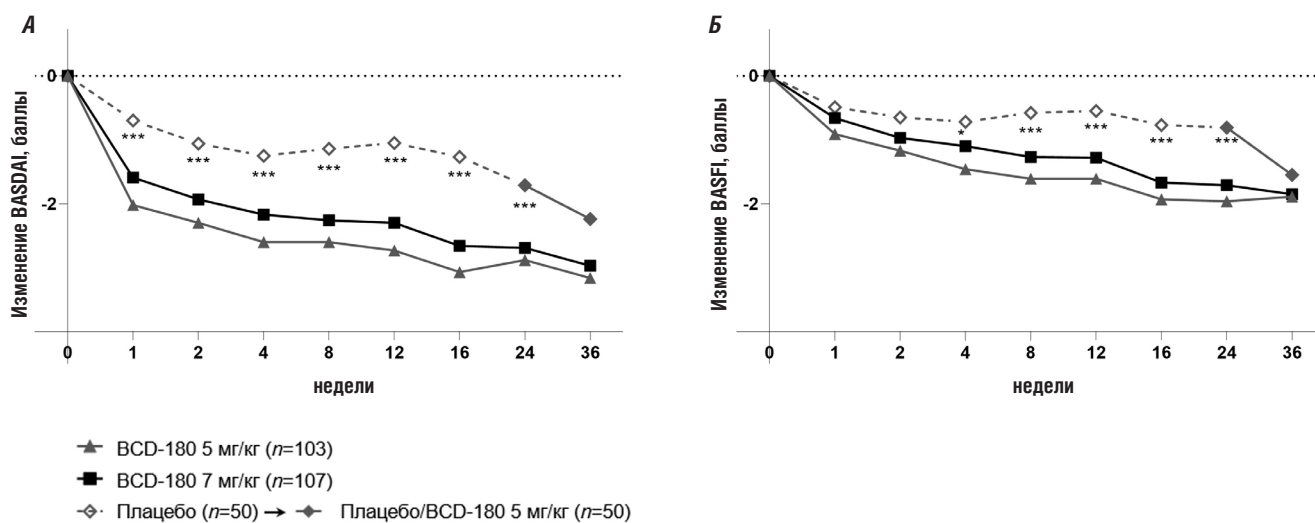 А
Изменение BASDAI, баллы
0
-2
***
***
***
***
***
***
***
0 1 2 4 8 12 16 24 36
недели
Б
Изменение BASFI, баллы
0
-2
*
***
***
***
***
0 1 2 4 8 12 16 24 36
недели
BCD-180 5 мг/кг (n=103)
BCD-180 7 мг/кг (n=107)
Плацебо (n=50) → Плацебо/BCD-180 5 мг/кг (n=50)